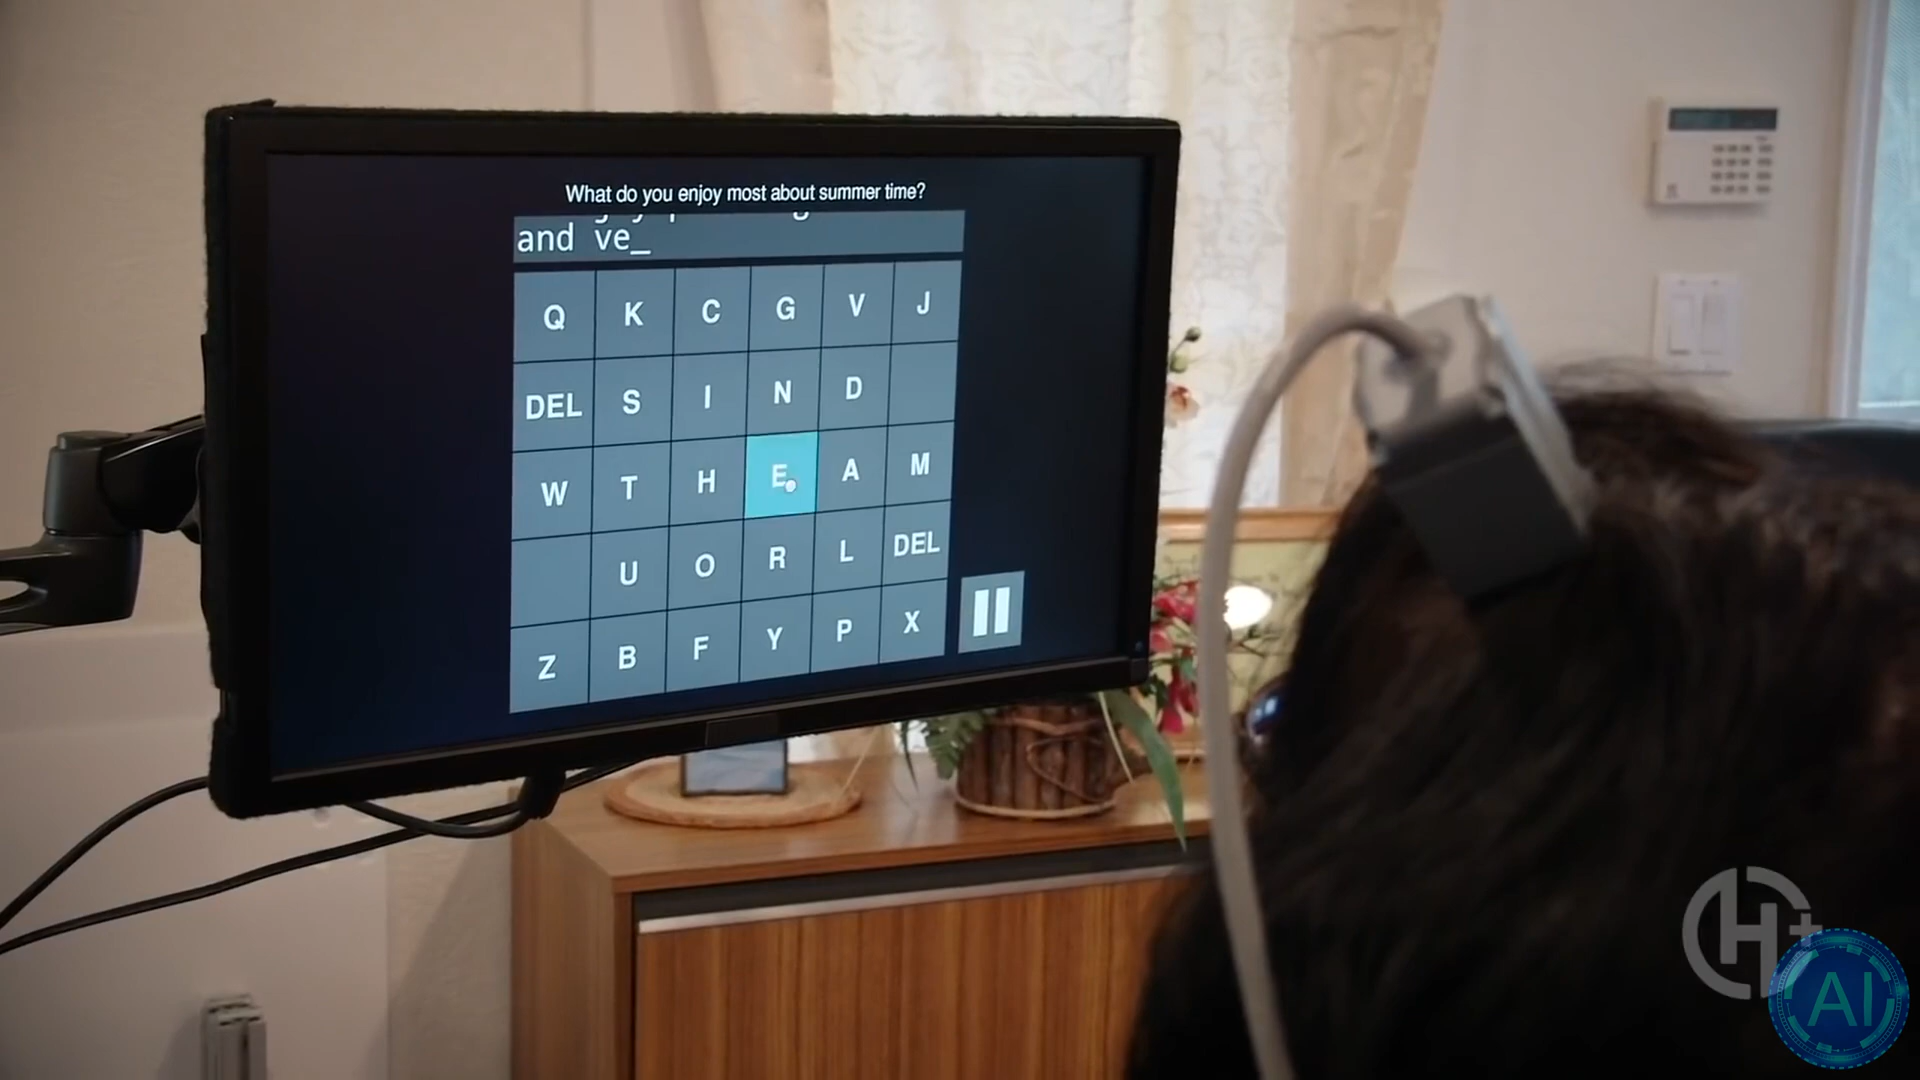 What do you enjoy most about summer time?
and ve_
Q K C G V J
DEL S I N D
W T H E A M
U O R L DEL
Z B F Y P X
H+
AI